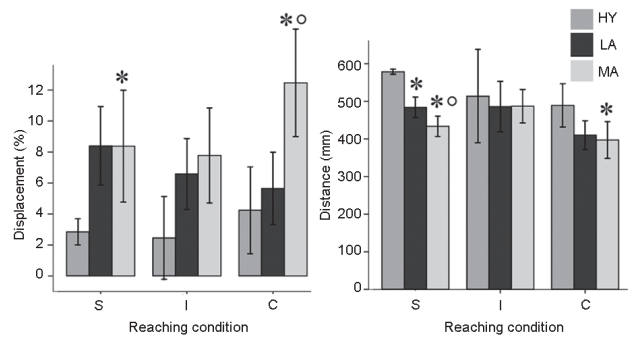 Displacement (%)
12
10
8
6
4
2
0
* ○
*
S I C
Reaching condition
HY
LA
MA
Distance (mm)
600
500
400
300
200
100
0
*
* ○
*
S I C
Reaching condition